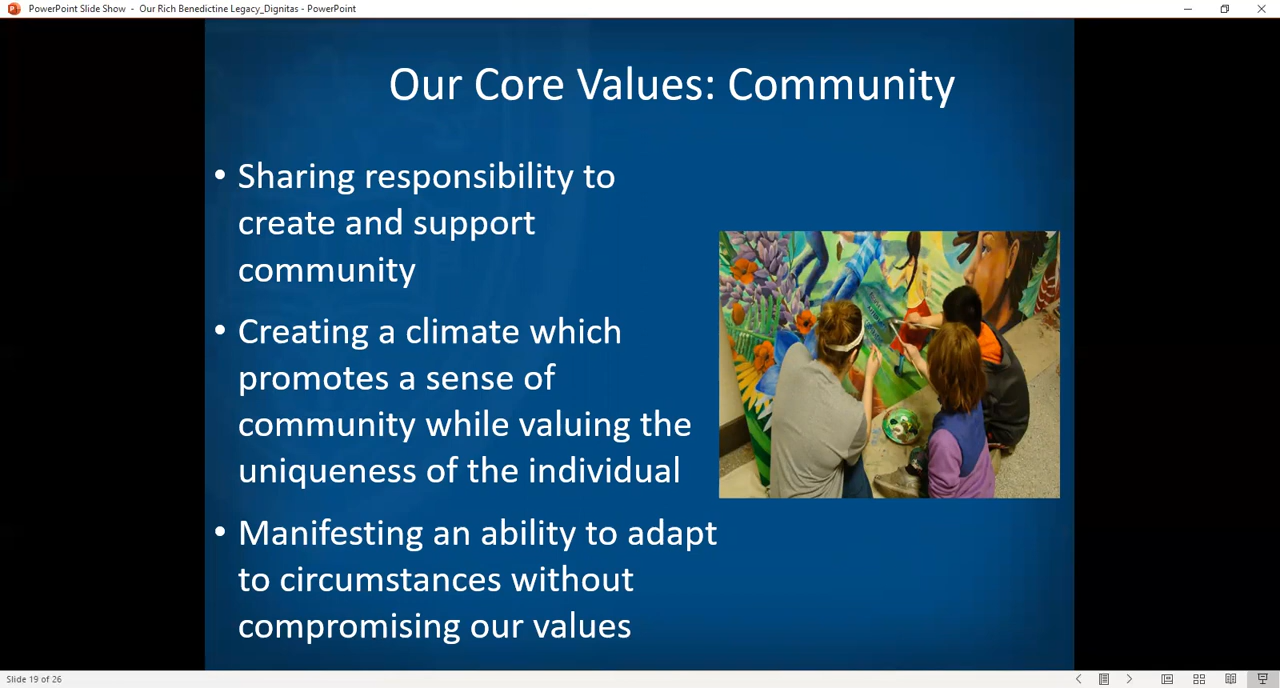 PowerPoint Slide Show - Our Rich Benedictine Legacy_Dignitas - PowerPoint
Our Core Values: Community
• Sharing responsibility to
create and support
community
• Creating a climate which
promotes a sense of
community while valuing the
uniqueness of the individual
• Manifesting an ability to adapt
to circumstances without
compromising our values
Slide 19 of 26